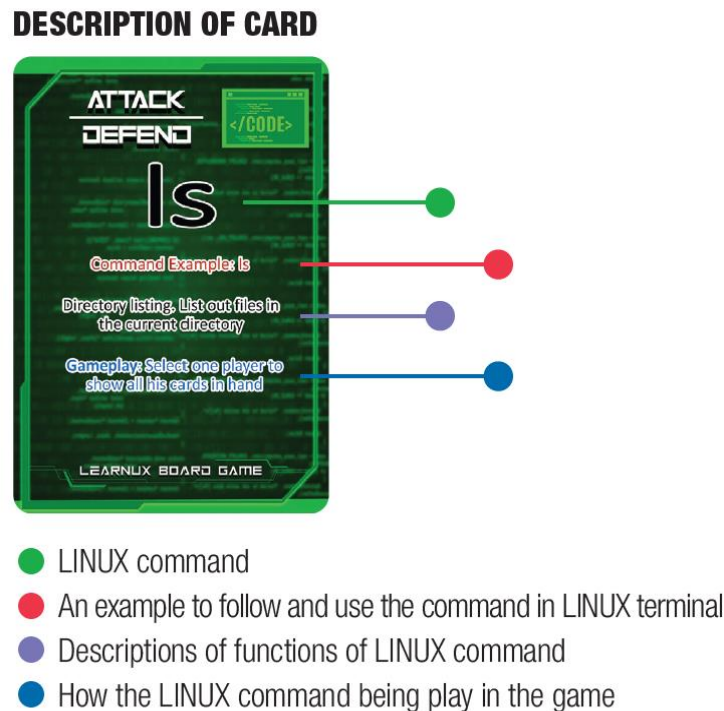 DESCRIPTION OF CARD
ATTACK
DEFEND
</CODE>
ls
Command Example: ls
Directory listing. List out files in
the current directory
Gameplay: Select one player to
show all his cards in hand
LEARNUX BOARD GAME
LINUX command
An example to follow and use the command in LINUX terminal
Descriptions of functions of LINUX command
How the LINUX command being play in the game